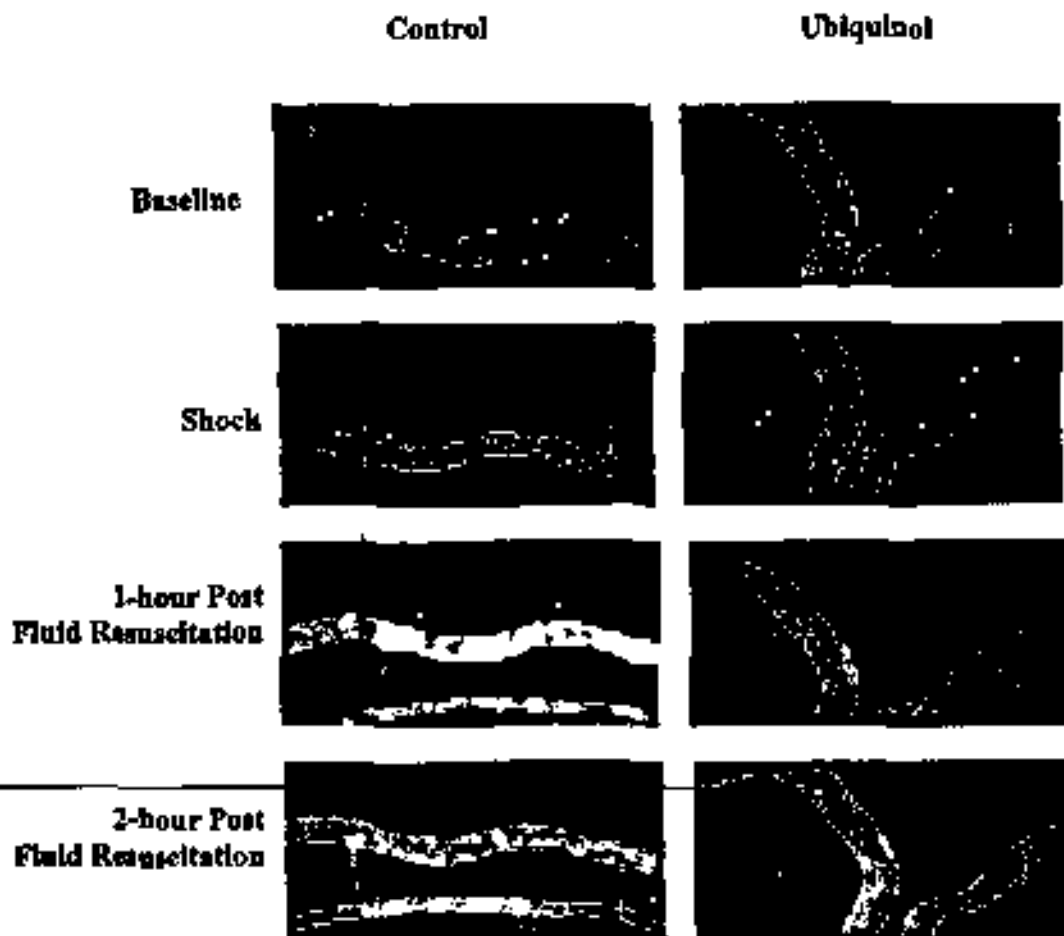 Control
Ubiquinol
Baseline
Shock
1-hour Post
Fluid Resuscitation
2-hour Post
Fluid Resuscitation